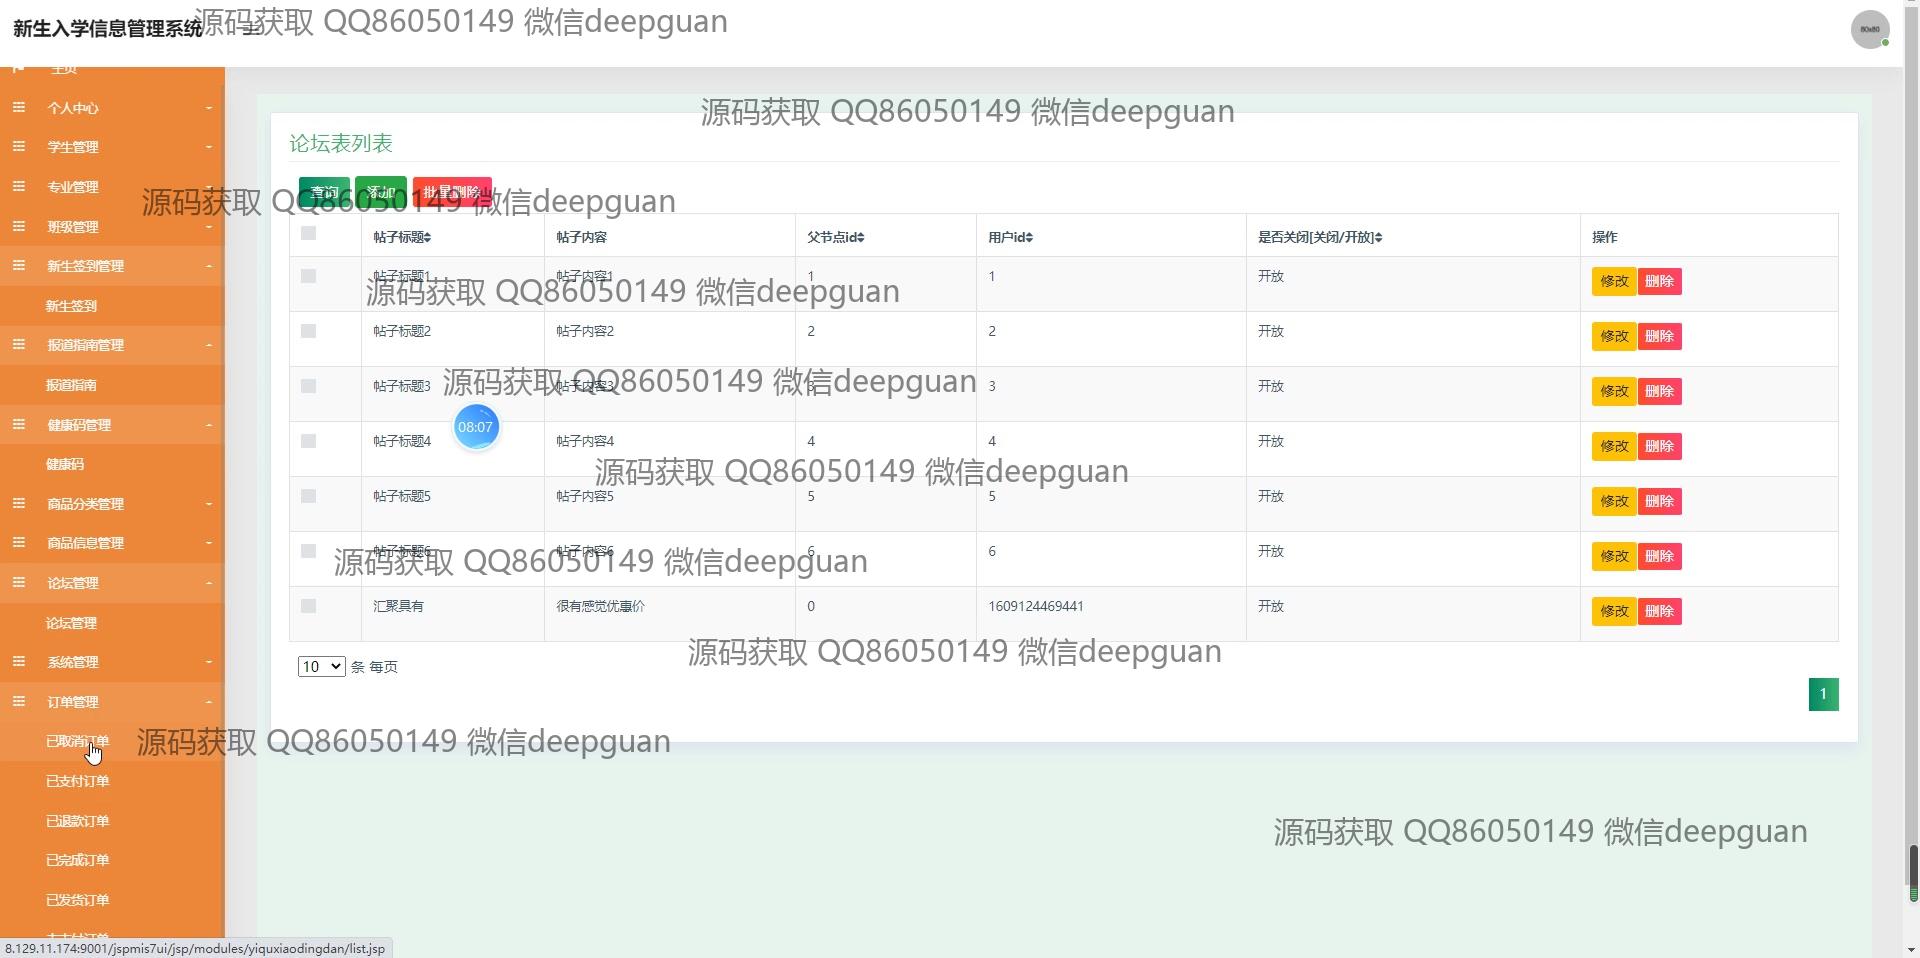 新生入学信息管理系统
源码获取 QQ86050149 微信deepguan
80x80
主页
个人中心
学生管理
专业管理
班级管理
新生签到管理
新生签到
报道指南管理
报道指南
健康码管理
健康码
商品分类管理
商品信息管理
论坛管理
论坛管理
系统管理
订单管理
已取消订单
已支付订单
已退款订单
已完成订单
已发货订单
未支付订单
源码获取 QQ86050149 微信deepguan
论坛表列表
查询 添加 批量删除
源码获取 QQ86050149 微信deepguan
帖子标题 帖子内容 父节点id 用户id 是否关闭[关闭/开放] 操作
帖子标题1 帖子内容1 1 1 开放 修改 删除
源码获取 QQ86050149 微信deepguan
帖子标题2 帖子内容2 2 2 开放 修改 删除
帖子标题3 帖子内容3 3 3 开放 修改 删除
源码获取 QQ86050149 微信deepguan
08:07
帖子标题4 帖子内容4 4 4 开放 修改 删除
源码获取 QQ86050149 微信deepguan
帖子标题5 帖子内容5 5 5 开放 修改 删除
帖子标题6 帖子内容6 6 6 开放 修改 删除
源码获取 QQ86050149 微信deepguan
汇聚具有 很有感觉优惠价 0 1609124469441 开放 修改 删除
源码获取 QQ86050149 微信deepguan
10 条 每页
1
源码获取 QQ86050149 微信deepguan
源码获取 QQ86050149 微信deepguan
8.129.11.174:9001/jspmis7ui/jsp/modules/yiquxiaodingdan/list.jsp